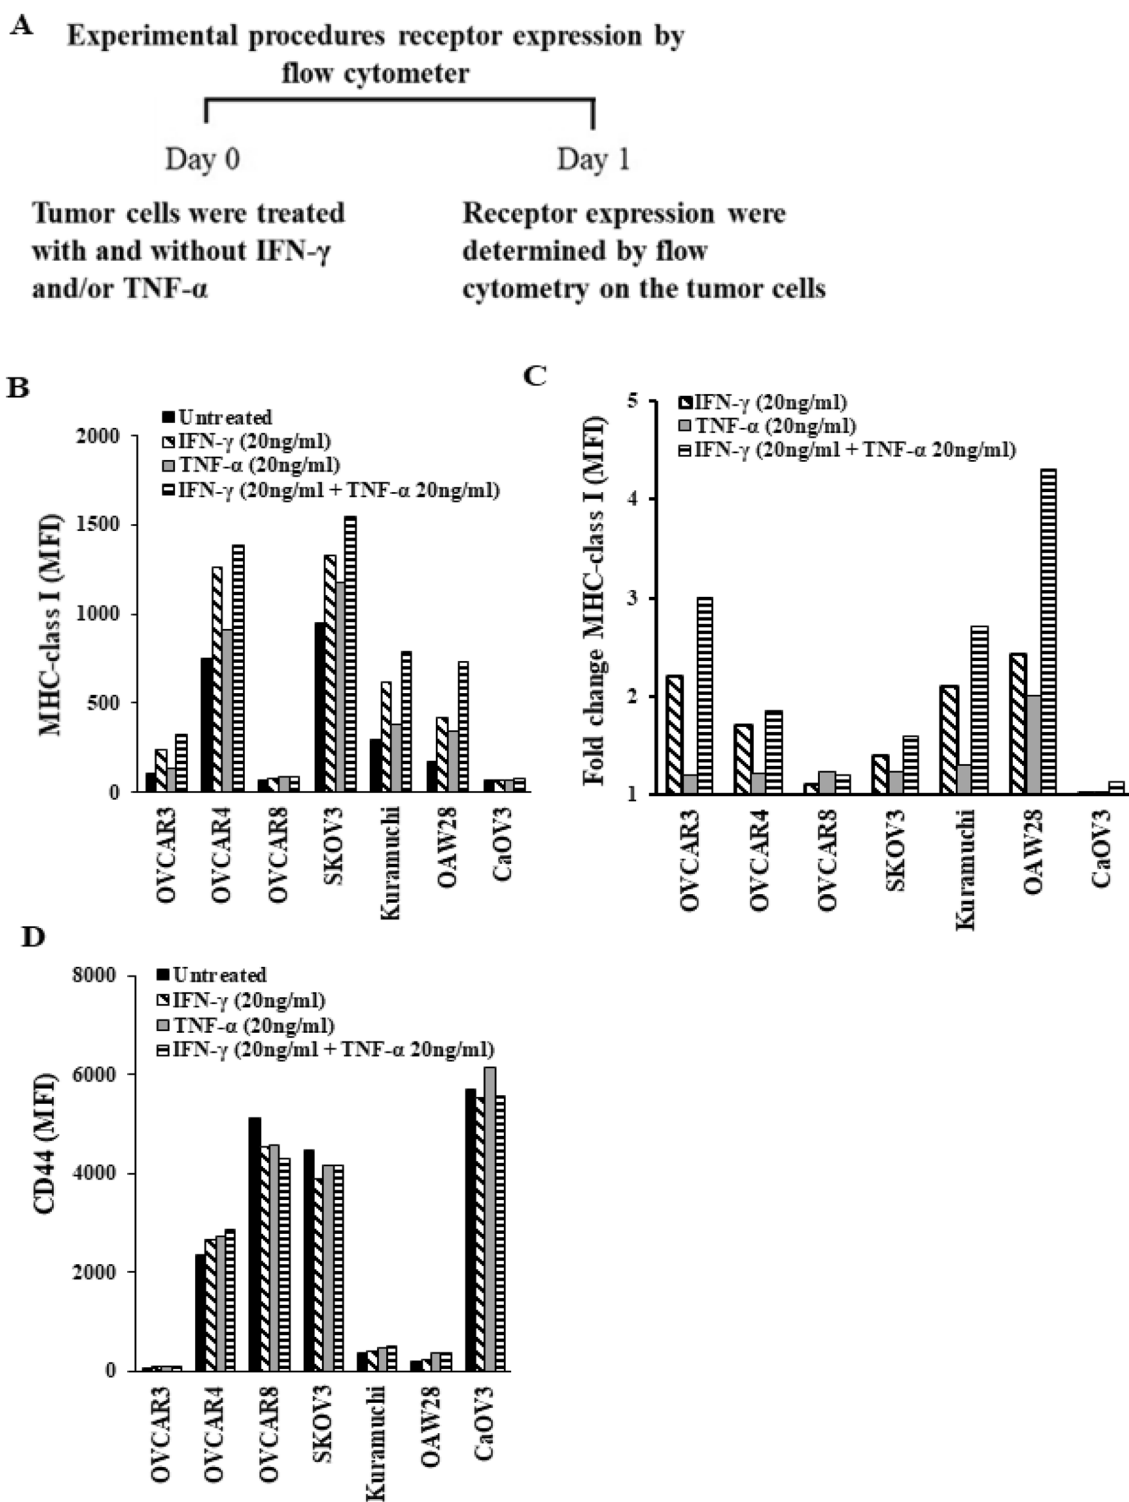 A
Experimental procedures receptor expression by
flow cytometer
Day 0
Day 1
Tumor cells were treated
with and without IFN-γ
and/or TNF-α
Receptor expression were
determined by flow
cytometry on the tumor cells
B
Untreated
IFN-γ (20ng/ml)
TNF-α (20ng/ml)
IFN-γ (20ng/ml + TNF-α 20ng/ml)
MHC-class I (MFI)
2000
1500
1000
500
0
OVCAR3
OVCAR4
OVCAR8
SKOV3
Kuramuchi
OAW28
CaOV3
C
IFN-γ (20ng/ml)
TNF-α (20ng/ml)
IFN-γ (20ng/ml + TNF-α 20ng/ml)
Fold change MHC-class I (MFI)
5
4
3
2
1
OVCAR3
OVCAR4
OVCAR8
SKOV3
Kuramuchi
OAW28
CaOV3
D
Untreated
IFN-γ (20ng/ml)
TNF-α (20ng/ml)
IFN-γ (20ng/ml + TNF-α 20ng/ml)
CD44 (MFI)
8000
6000
4000
2000
0
OVCAR3
OVCAR4
OVCAR8
SKOV3
Kuramuchi
OAW28
CaOV3